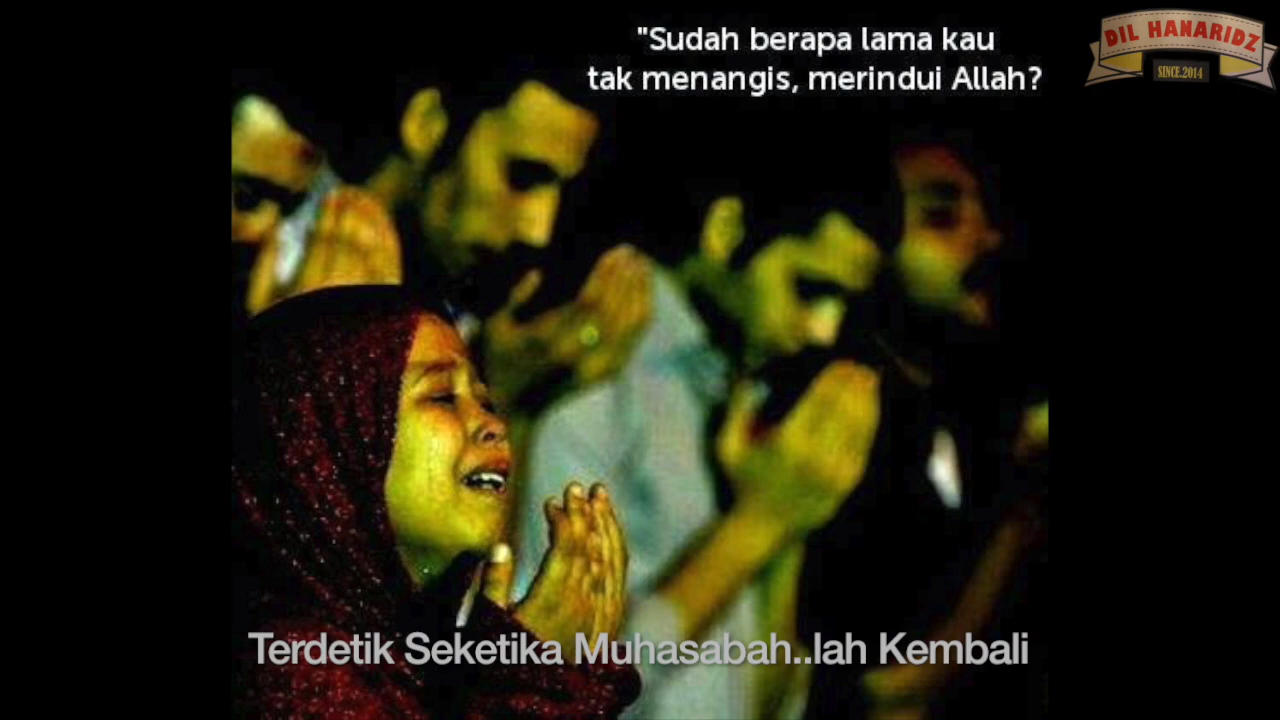 "Sudah berapa lama kau
tak menangis, merindui Allah?
DIL HANARIDZ
SINCE.2014
Terdetik Seketika Muhasabah..lah Kembali